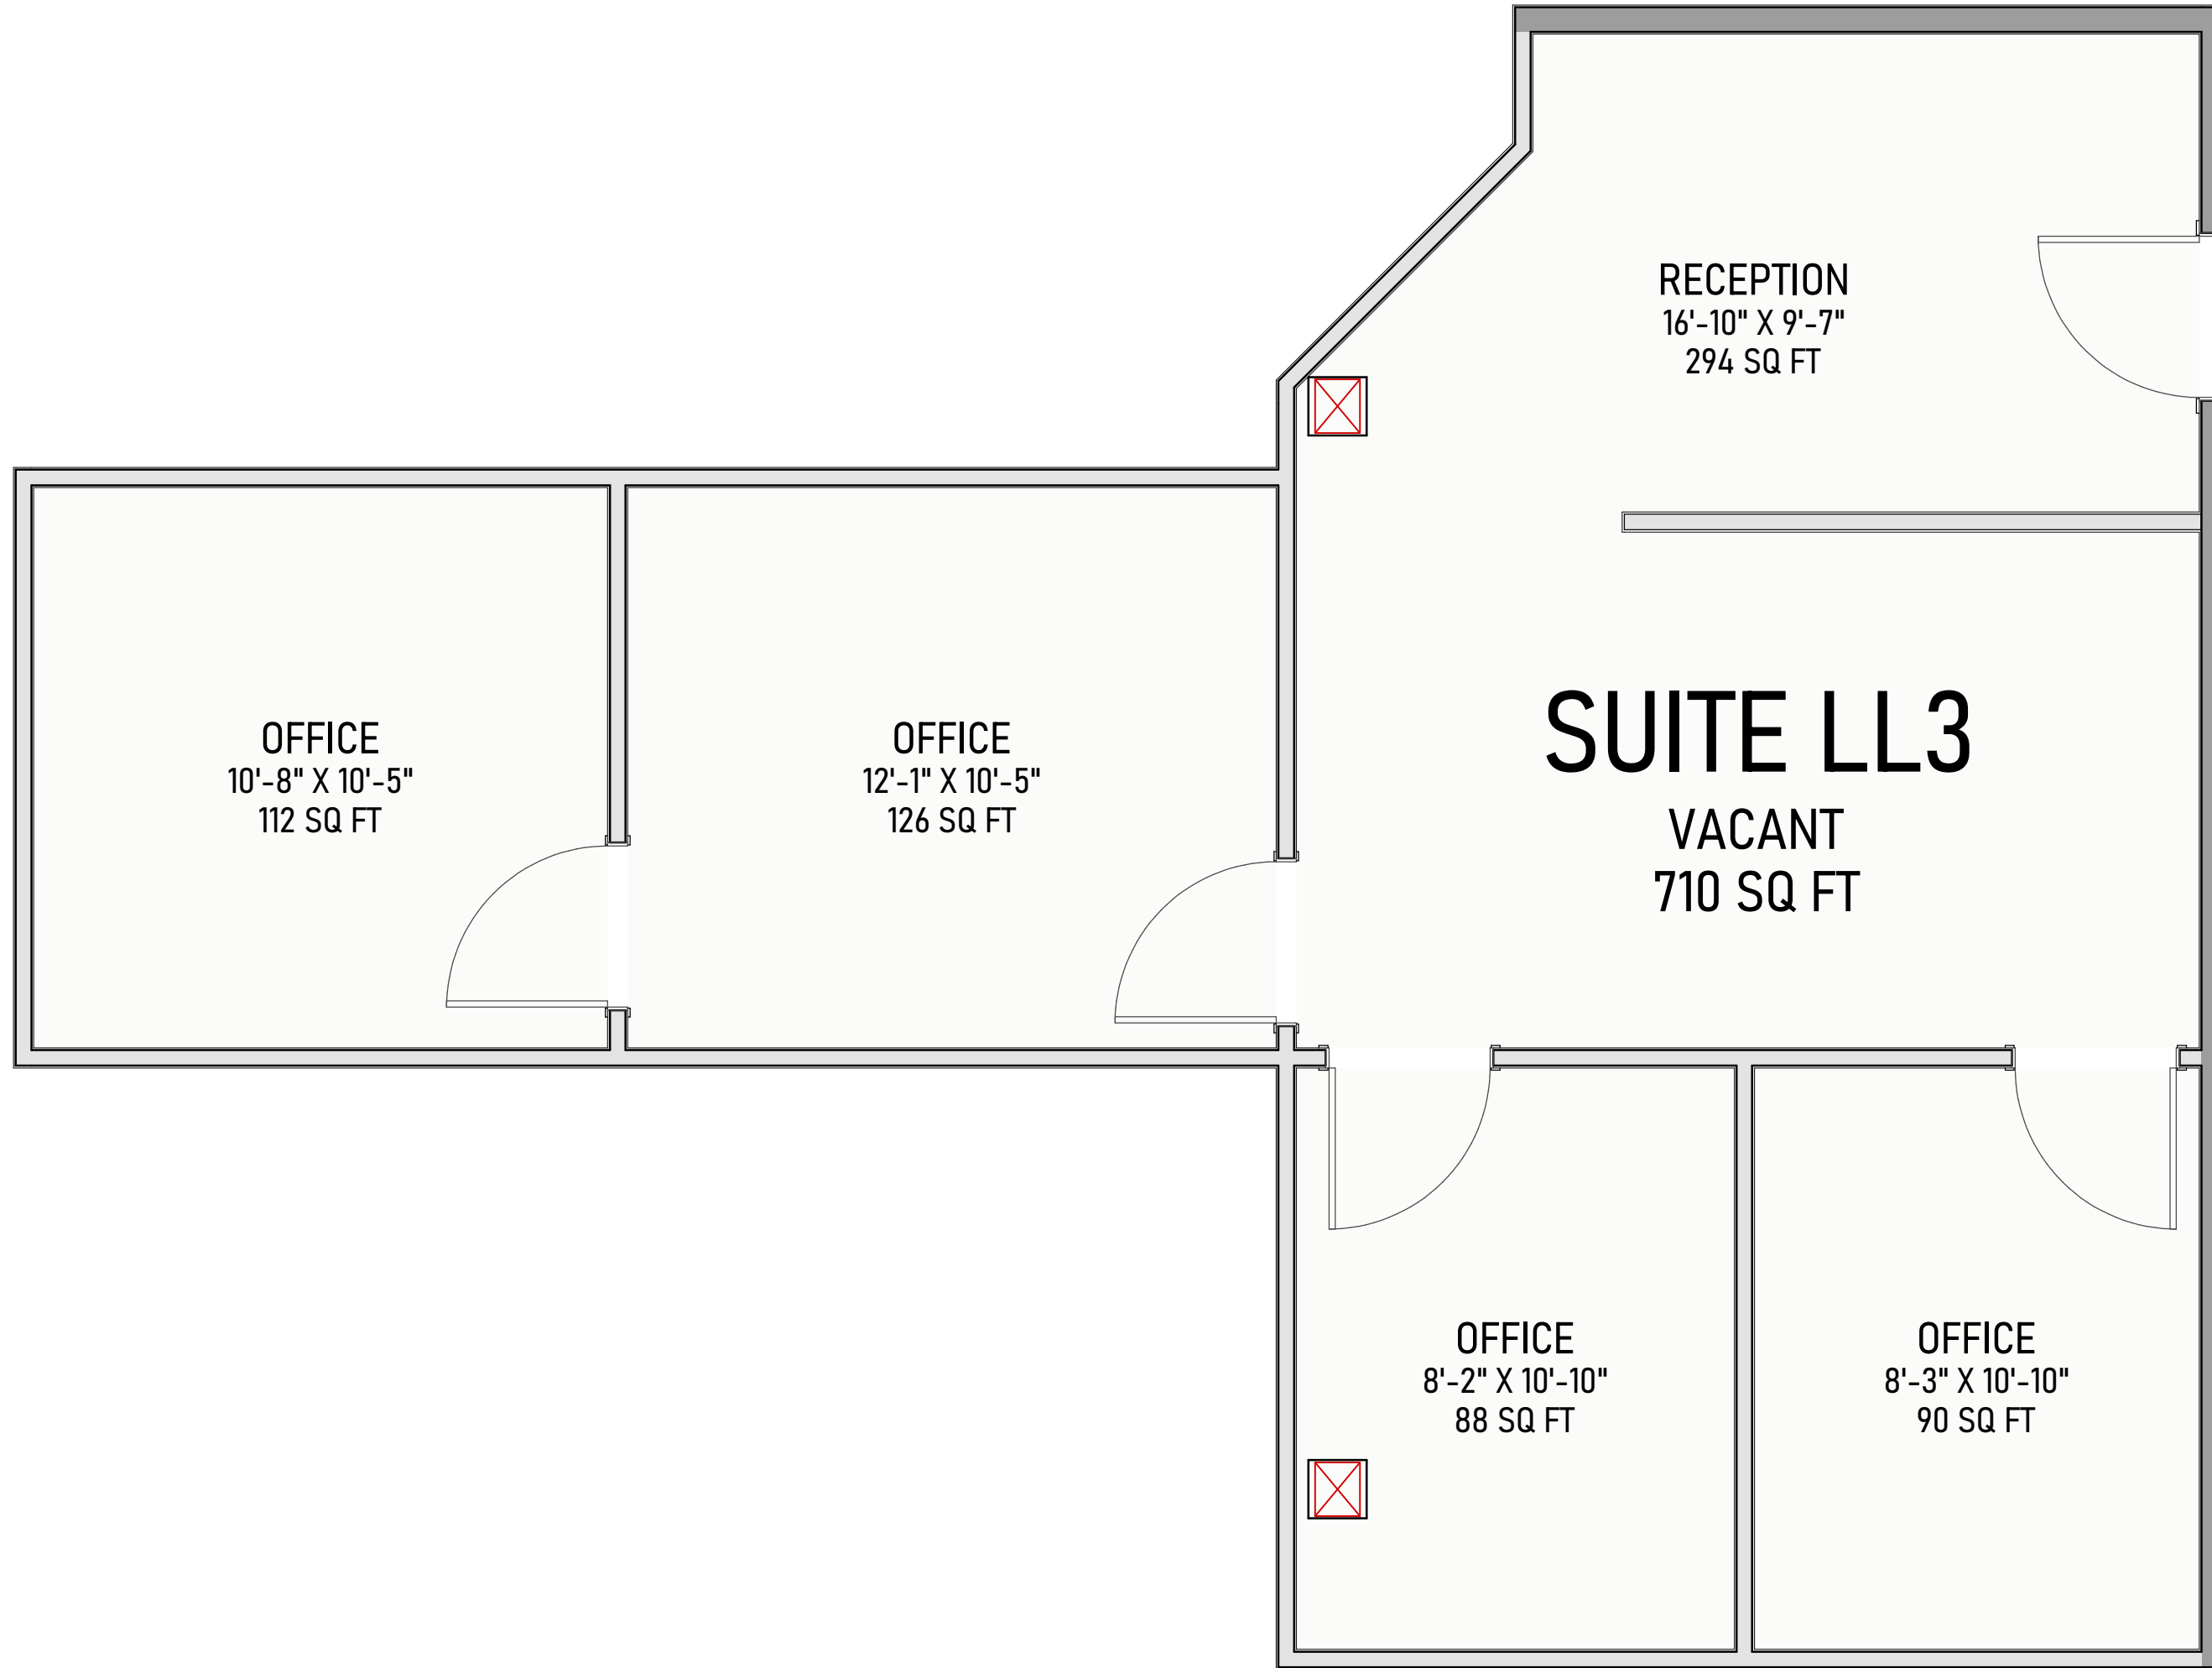 RECEPTION
16'-10" X 9'-7"
294 SQ FT
OFFICE
10'-8" X 10'-5"
112 SQ FT
OFFICE
12'-1" X 10'-5"
126 SQ FT
SUITE LL3
VACANT
710 SQ FT
OFFICE
8'-2" X 10'-10"
88 SQ FT
OFFICE
8'-3" X 10'-10"
90 SQ FT